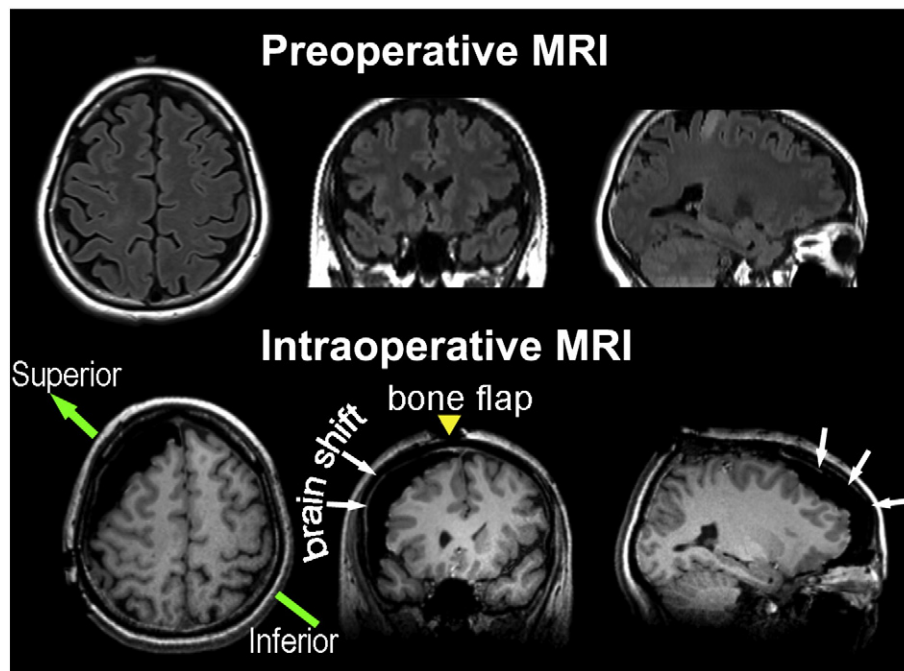 Preoperative MRI
Intraoperative MRI
Superior
bone flap
brain shift
Inferior